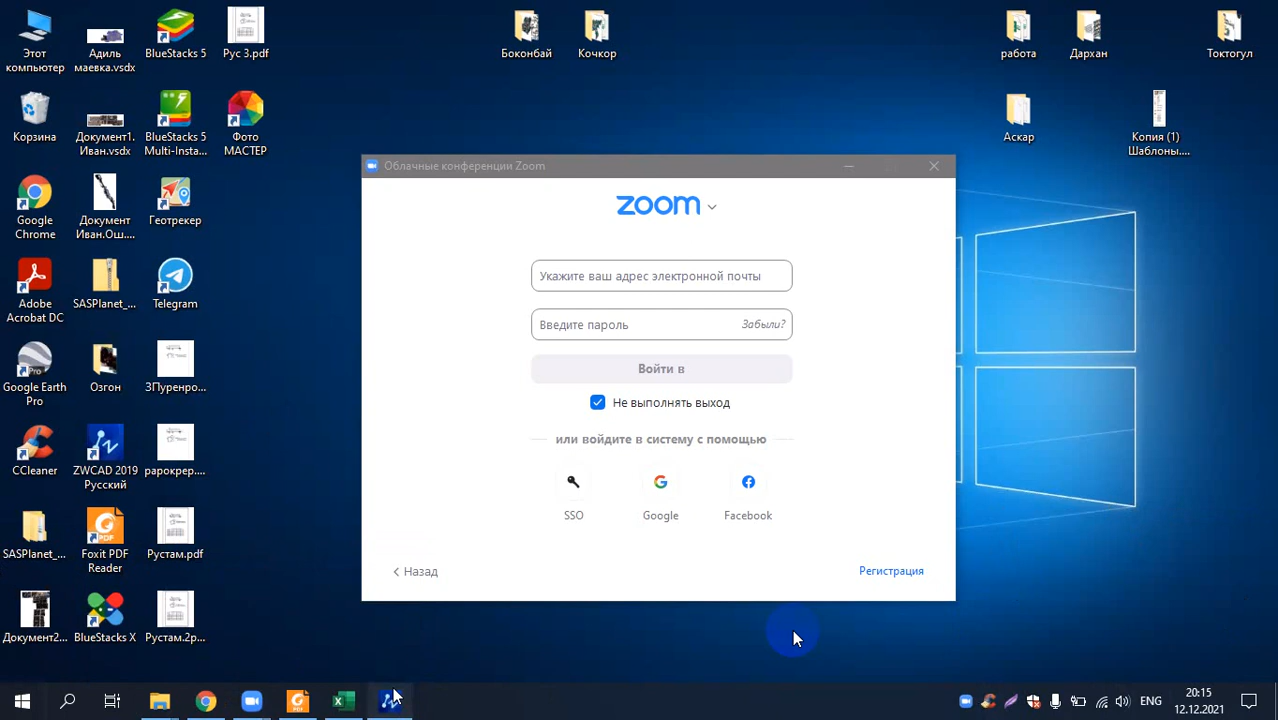 Этот
компьютер
Адиль
маевка.vsdx
BlueStacks 5
Рус 3.pdf
Боконбай
Кочкор
работа
Дархан
Токтогул
Корзина
Документ1.
Иван.vsdx
BlueStacks 5
Multi-Insta...
Фото
МАСТЕР
Аскар
Копия (1)
Шаблоны....
Google
Chrome
Документ
Иван.Ош....
Геотрекер
Adobe
Acrobat DC
SASPlanet_...
Telegram
Google Earth
Pro
Озгон
ЗПуренро...
CCleaner
ZWCAD 2019
Русский
рарокрер....
SASPlanet_...
Foxit PDF
Reader
Рустам.pdf
Документ2...
BlueStacks X
Рустам.2р...
Облачные конференции Zoom
zoom
Укажите ваш адрес электронной почты
Введите пароль
Забыли?
Войти в
Не выполнять выход
или войдите в систему с помощью
SSO
Google
Facebook
Назад
Регистрация
ENG
20:15
12.12.2021